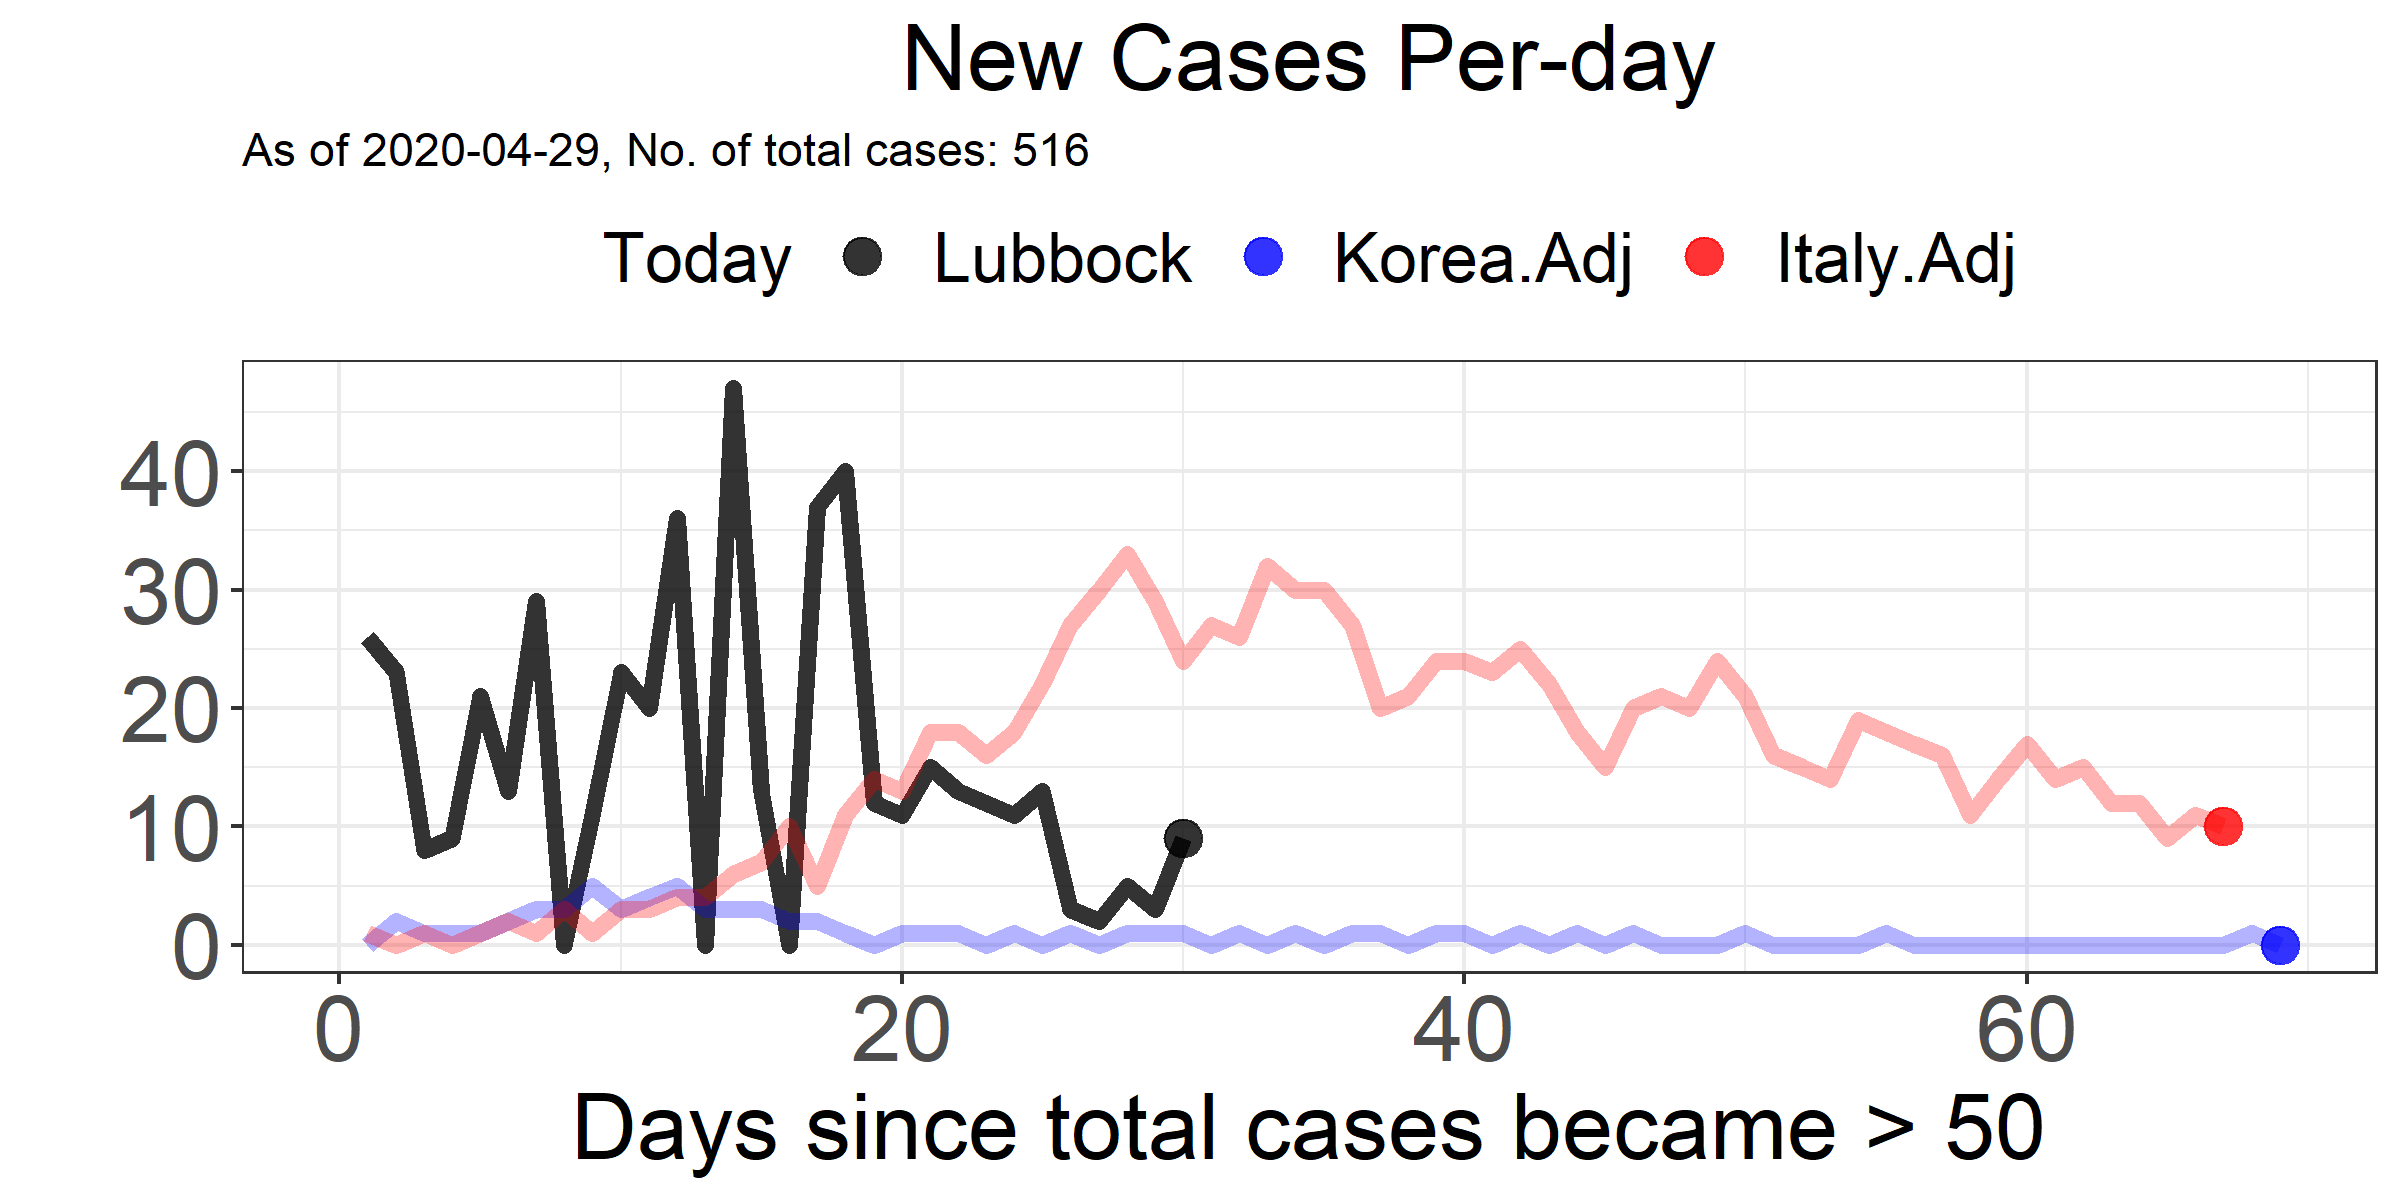 New Cases Per-day
As of 2020-04-29, No. of total cases: 516
Today Lubbock Korea.Adj Italy.Adj
40
30
20
10
0
0 20 40 60
Days since total cases became > 50